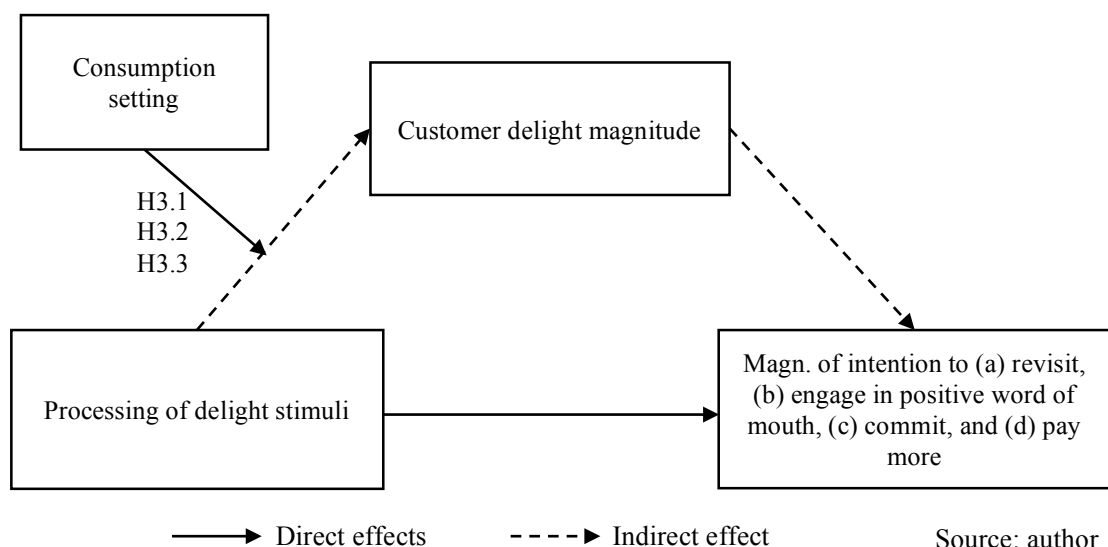 Consumption
setting
Customer delight magnitude
H3.1
H3.2
H3.3
Processing of delight stimuli
Magn. of intention to (a) revisit,
(b) engage in positive word of
mouth, (c) commit, and (d) pay
more
Direct effects
Indirect effect
Source: author